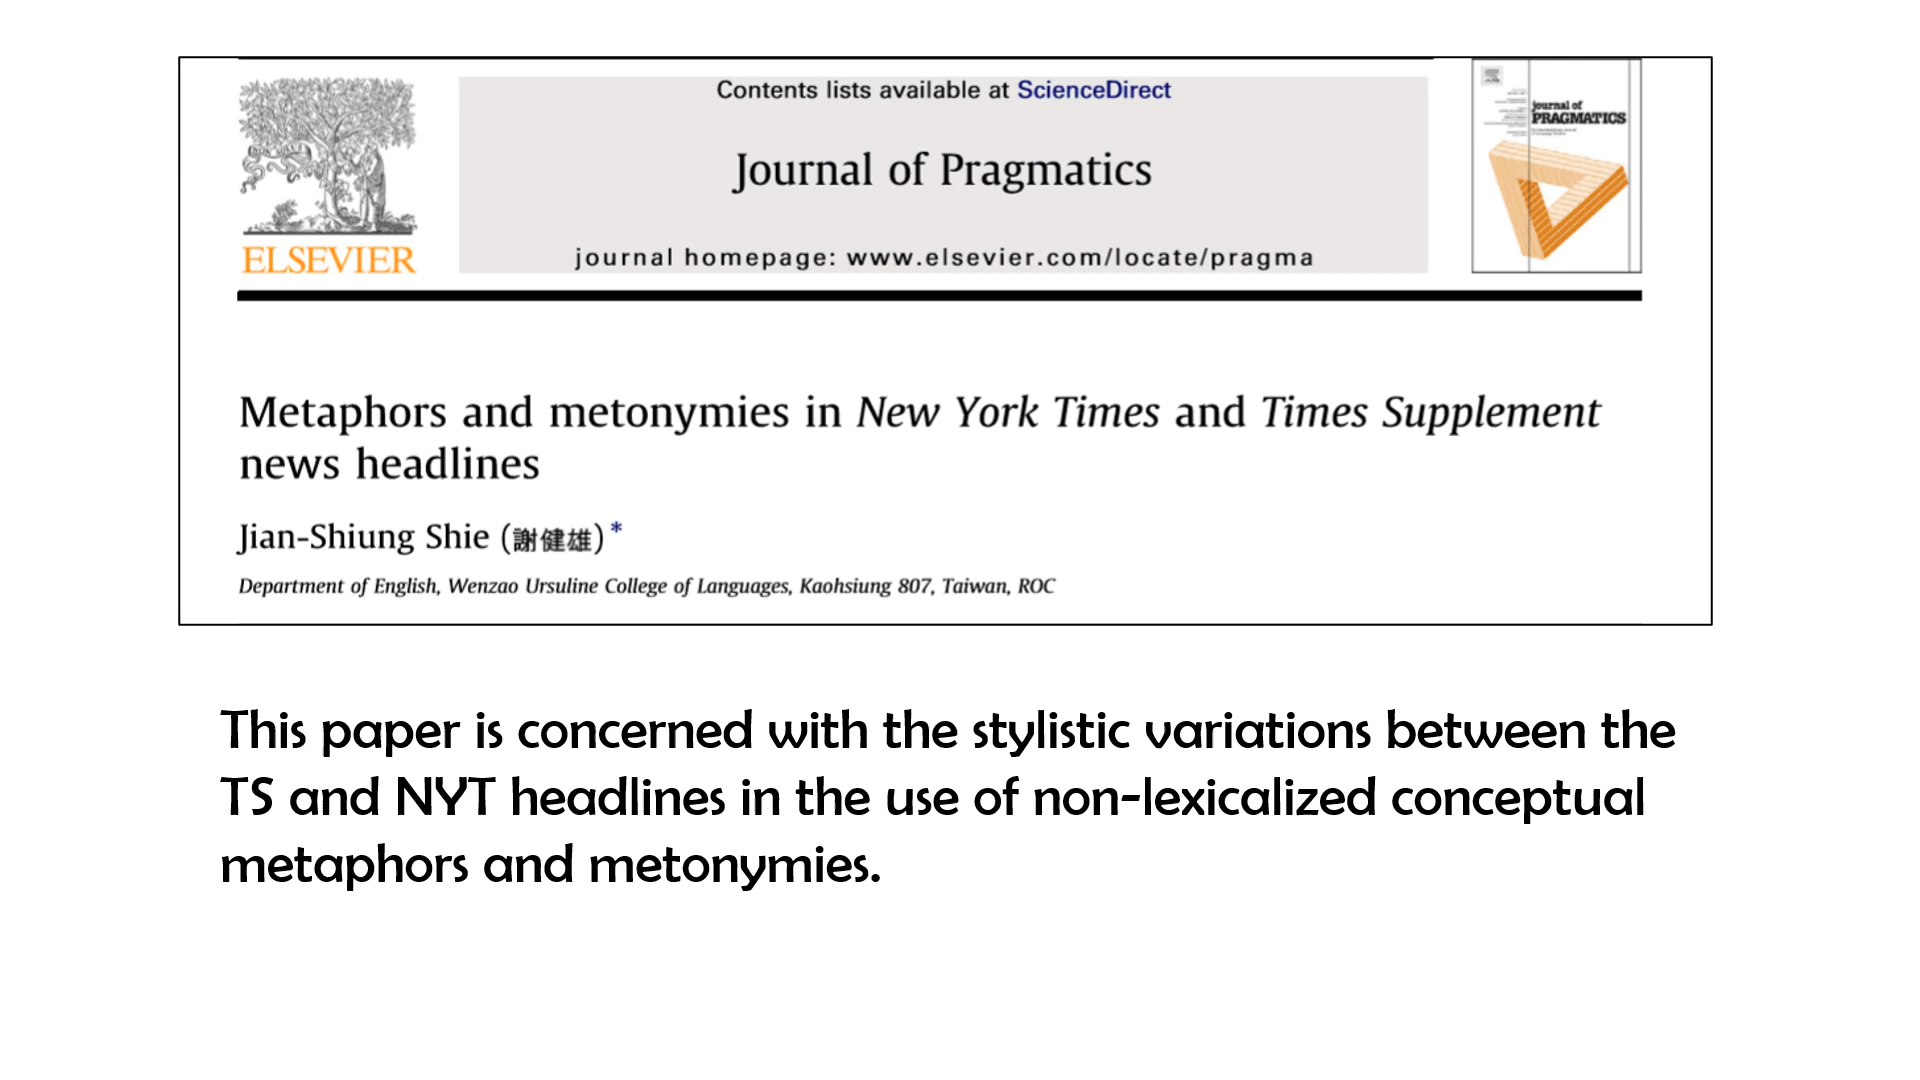 Contents lists available at ScienceDirect
Journal of Pragmatics
journal homepage: www.elsevier.com/locate/pragma
ELSEVIER
journal of
PRAGMATICS
Metaphors and metonymies in New York Times and Times Supplement
news headlines
Jian-Shiung Shie (謝健雄)*
Department of English, Wenzao Ursuline College of Languages, Kaohsiung 807, Taiwan, ROC
This paper is concerned with the stylistic variations between the
TS and NYT headlines in the use of non-lexicalized conceptual
metaphors and metonymies.